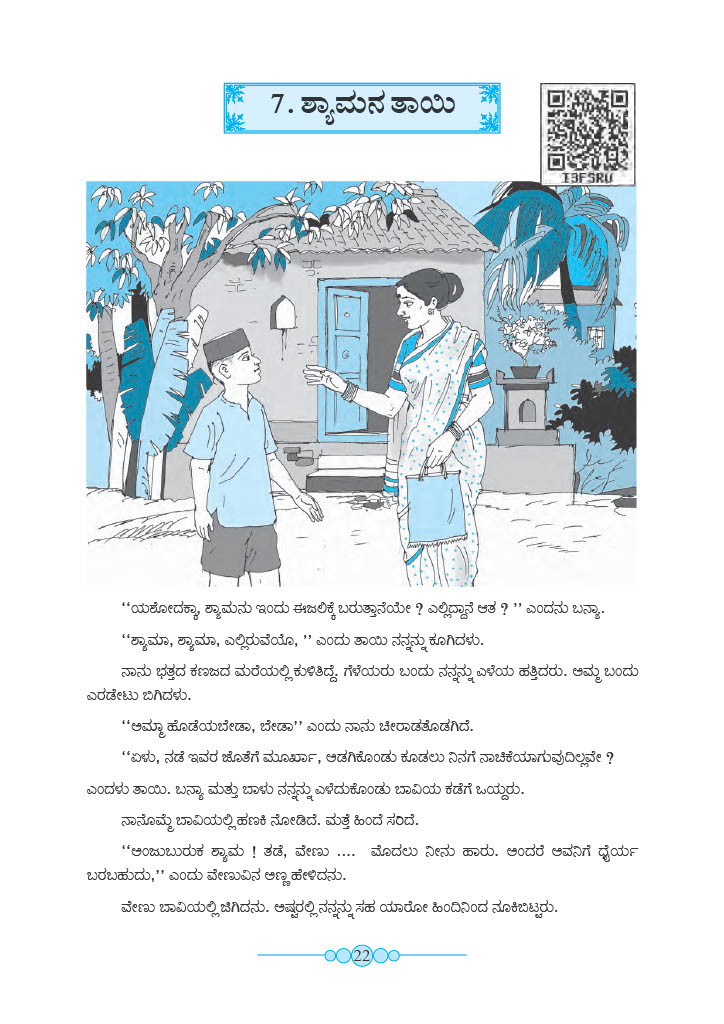 7. ಶ್ಯಾಮನ ತಾಯಿ
I3F5RU
‘‘ಯಶೋದಕ್ಕಾ, ಶ್ಯಾಮನು ಇಂದು ಈಜಲಿಕ್ಕೆ ಬರುತ್ತಾನೆಯೇ ? ಎಲ್ಲಿದ್ದಾನೆ ಆತ ? ’’ ಎಂದನು ಬನ್ಯಾ.
‘‘ಶ್ಯಾಮಾ, ಶ್ಯಾಮಾ, ಎಲ್ಲಿರುವೆಯೊ, ’’ ಎಂದು ತಾಯಿ ನನ್ನನ್ನು ಕೂಗಿದಳು.
ನಾನು ಭತ್ತದ ಕಣಜದ ಮರೆಯಲ್ಲಿ ಕುಳಿತಿದ್ದೆ. ಗೆಳೆಯರು ಬಂದು ನನ್ನನ್ನು ಎಳೆಯ ಹತ್ತಿದರು. ಅಮ್ಮ ಬಂದು
ಎರಡೇಟು ಬಿಗಿದಳು.
‘‘ಅಮ್ಮಾ ಹೊಡೆಯಬೇಡಾ, ಬೇಡಾ’’ ಎಂದು ನಾನು ಚೀರಾಡತೊಡಗಿದೆ.
‘‘ಏಳು, ನಡೆ ಇವರ ಜೊತೆಗೆ ಮೂರ್ಖಾ, ಅಡಗಿಕೊಂಡು ಕೂಡಲು ನಿನಗೆ ನಾಚಿಕೆಯಾಗುವುದಿಲ್ಲವೇ ?
ಎಂದಳು ತಾಯಿ. ಬನ್ಯಾ ಮತ್ತು ಬಾಳು ನನ್ನನ್ನು ಎಳೆದುಕೊಂಡು ಬಾವಿಯ ಕಡೆಗೆ ಒಯ್ದರು.
ನಾನೊಮ್ಮೆ ಬಾವಿಯಲ್ಲಿ ಹಣಕಿ ನೋಡಿದೆ. ಮತ್ತೆ ಹಿಂದೆ ಸರಿದೆ.
‘‘ಅಂಜುಬುರುಕ ಶ್ಯಾಮ ! ತಡೆ, ವೇಣು .... ಮೊದಲು ನೀನು ಹಾರು. ಅಂದರೆ ಅವನಿಗೆ ಧೈರ್ಯ
ಬರಬಹುದು,’’ ಎಂದು ವೇಣುವಿನ ಅಣ್ಣ ಹೇಳಿದನು.
ವೇಣು ಬಾವಿಯಲ್ಲಿ ಜಿಗಿದನು. ಅಷ್ಟರಲ್ಲಿ ನನ್ನನ್ನು ಸಹ ಯಾರೋ ಹಿಂದಿನಿಂದ ನೂಕಿಬಿಟ್ಟರು.
22